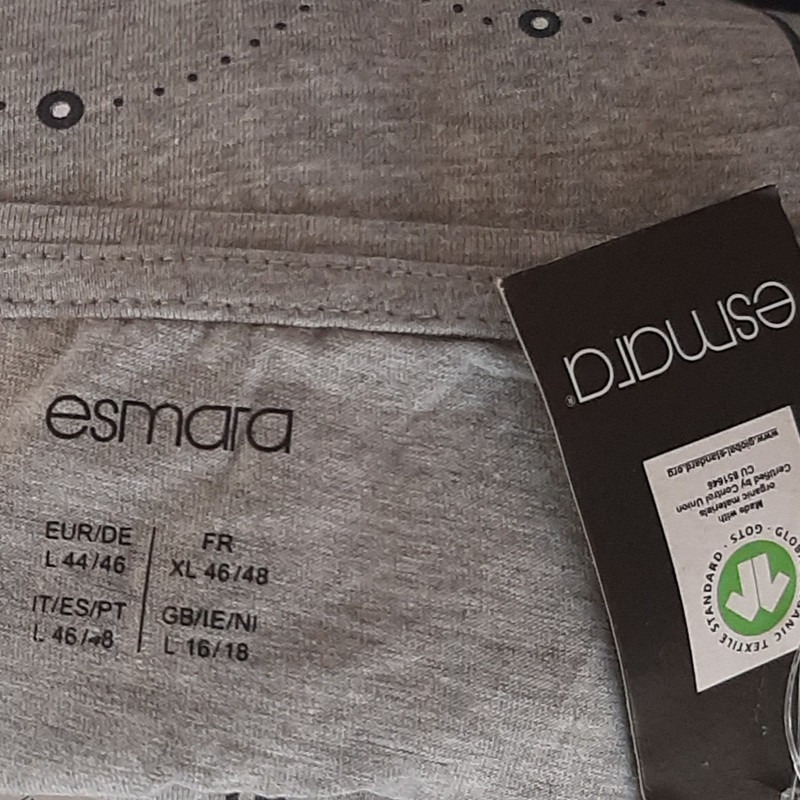 esmara
EUR/DE
L 44/46
FR
XL 46/48
IT/ES/PT
L 46/48
GB/IE/NI
L 16/18
esmara®
GLOBAL ORGANIC TEXTILE STANDARD · GOTS ·
Made with
organic materials
Certified by Control Union
CU 851646
www.global-standard.org